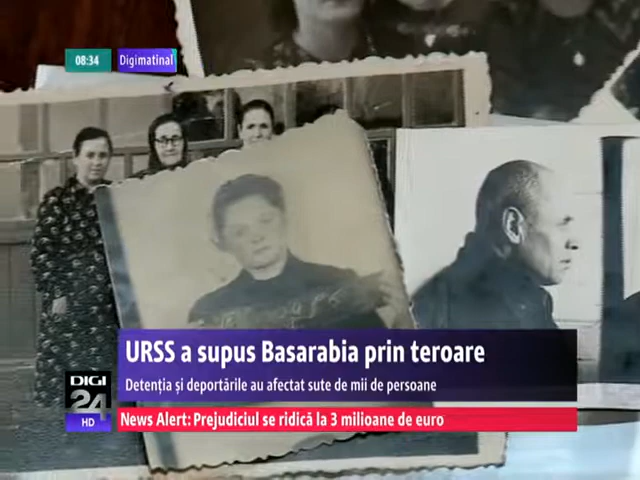 08:34
Digimatinal
URSS a supus Basarabia prin teroare
Detenția și deportările au afectat sute de mii de persoane
DIGI
24
HD
News Alert: Prejudiciul se ridică la 3 milioane de euro